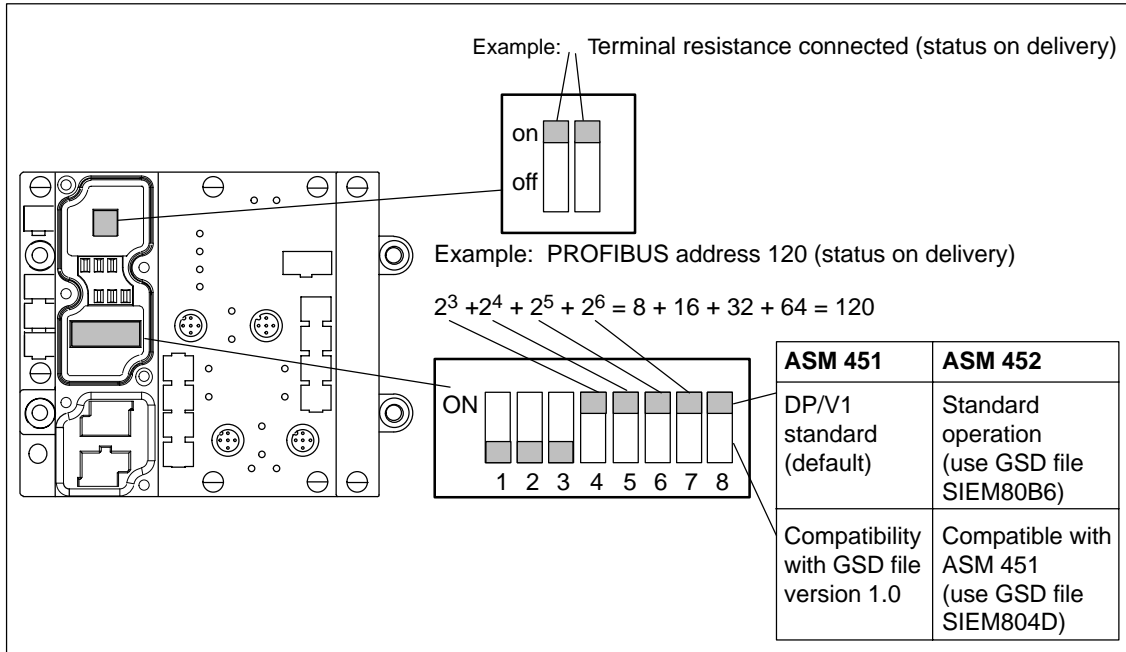 Example: Terminal resistance connected (status on delivery)
on
off
Example: PROFIBUS address 120 (status on delivery)
2³ +2⁴ + 2⁵ + 2⁶ = 8 + 16 + 32 + 64 = 120
ON
1 2 3 4 5 6 7 8
ASM 451
DP/V1
standard
(default)
Compatibility
with GSD file
version 1.0
ASM 452
Standard
operation
(use GSD file
SIEM80B6)
Compatible with
ASM 451
(use GSD file
SIEM804D)